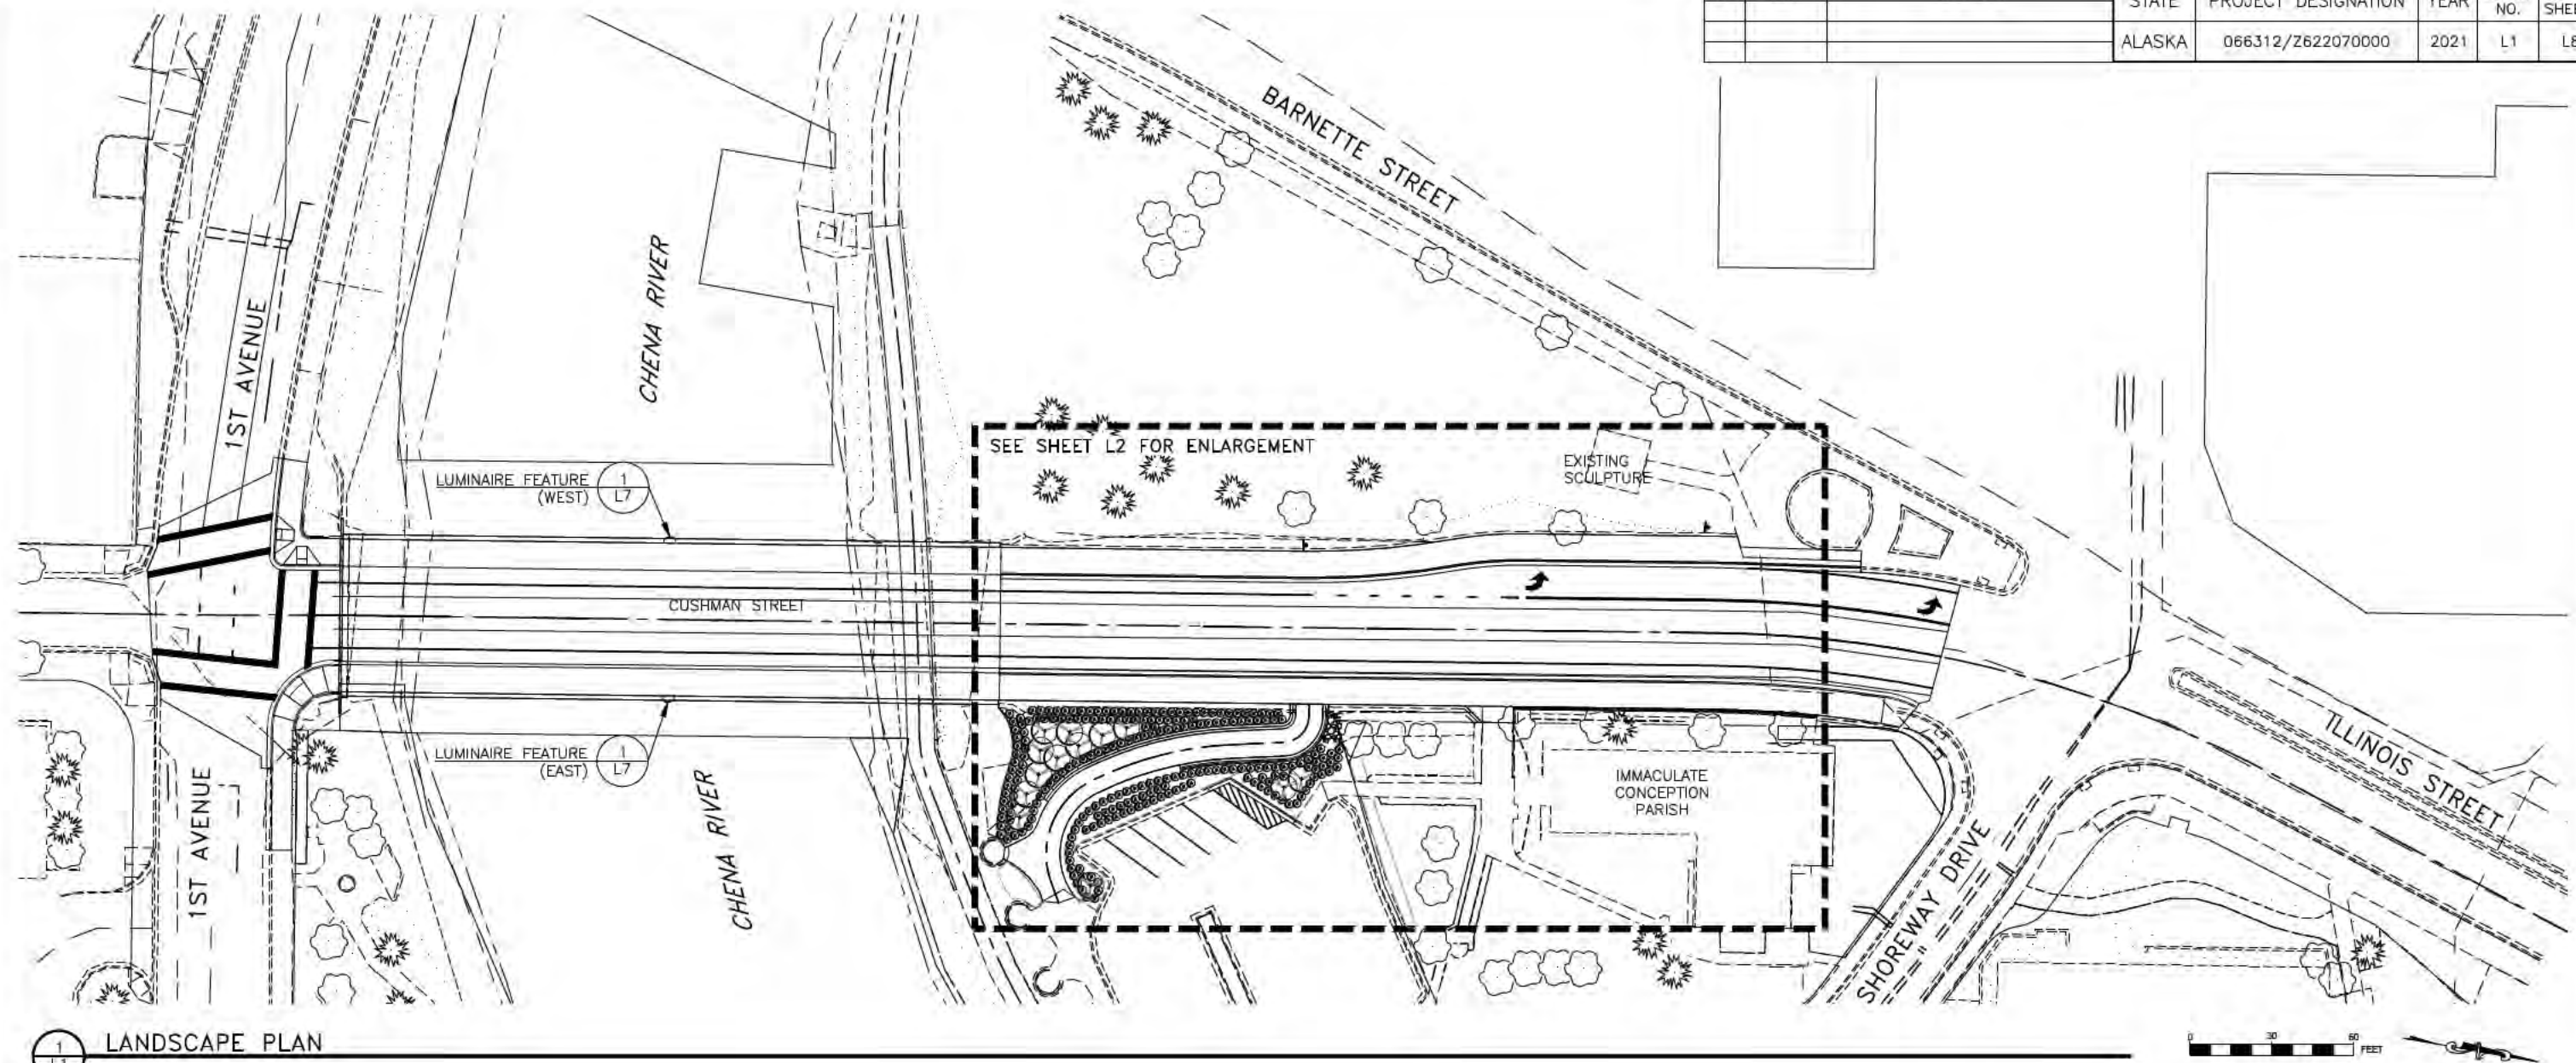 STATE PROJECT DESIGNATION YEAR NO.
ALASKA 066312/Z622070000 2021 L1
BARNETTE STREET
CHENA RIVER
1ST AVENUE
SEE SHEET L2 FOR ENLARGEMENT
EXISTING
SCULPTURE
LUMINAIRE FEATURE
(WEST)
1
L7
CUSHMAN STREET
LUMINAIRE FEATURE
(EAST)
1
L7
1ST AVENUE
CHENA RIVER
IMMACULATE
CONCEPTION
PARISH
ILLINOIS STREET
SHOREWAY DRIVE
1
LANDSCAPE PLAN
0 30 60
FEET